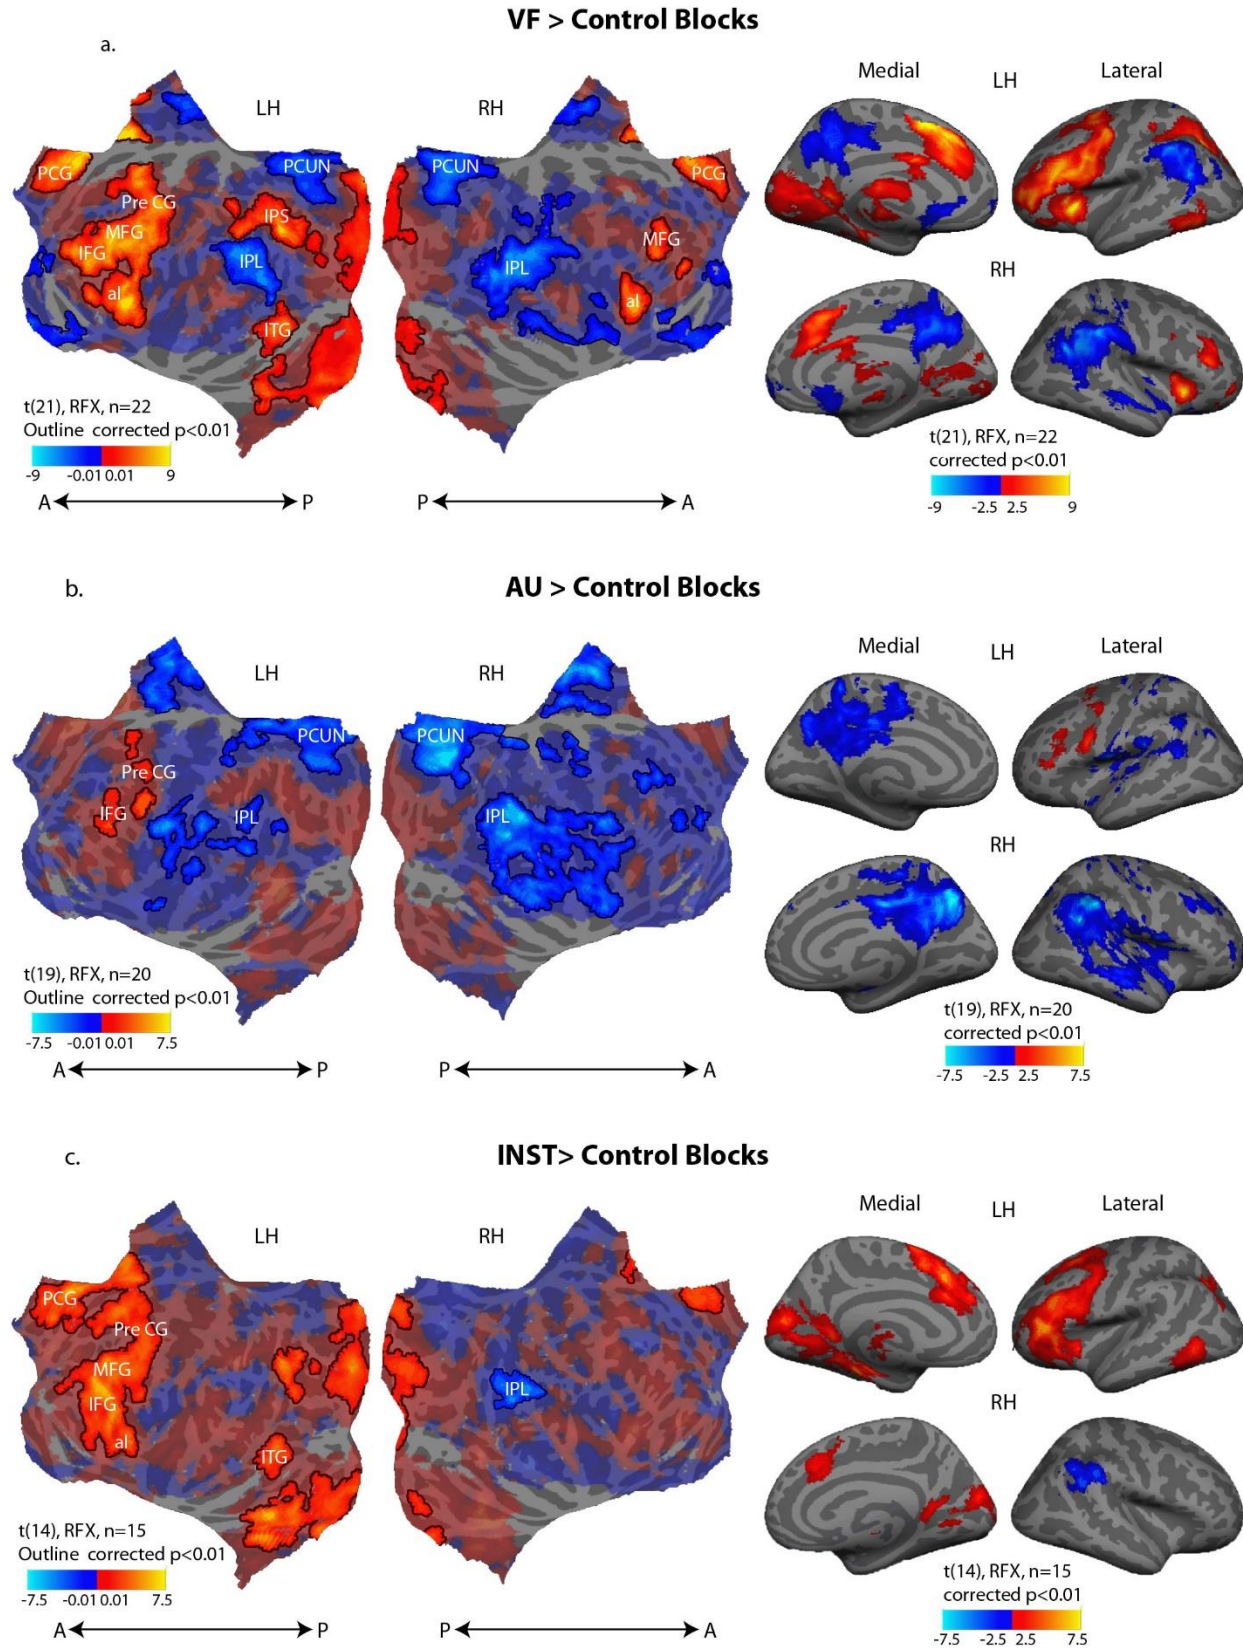 VF > Control Blocks
a.
LH
RH
PCG
Pre CG
MFG
IFG
aI
PCUN
IPS
IPL
ITG
PCUN
IPL
MFG
PCG
aI
t(21), RFX, n=22
Outline corrected p<0.01
-9 -0.01 0.01 9
A P
P A
Medial LH Lateral
RH
t(21), RFX, n=22
corrected p<0.01
-9 -2.5 2.5 9
b.
AU > Control Blocks
LH
RH
Pre CG
IFG
PCUN
IPL
PCUN
IPL
t(19), RFX, n=20
Outline corrected p<0.01
-7.5 -0.01 0.01 7.5
A P
P A
Medial LH Lateral
RH
t(19), RFX, n=20
corrected p<0.01
-7.5 -2.5 2.5 7.5
c.
INST> Control Blocks
LH
RH
PCG
Pre CG
MFG
IFG
aI
ITG
IPL
t(14), RFX, n=15
Outline corrected p<0.01
-7.5 -0.01 0.01 7.5
A P
P A
Medial LH Lateral
RH
t(14), RFX, n=15
corrected p<0.01
-7.5 -2.5 2.5 7.5